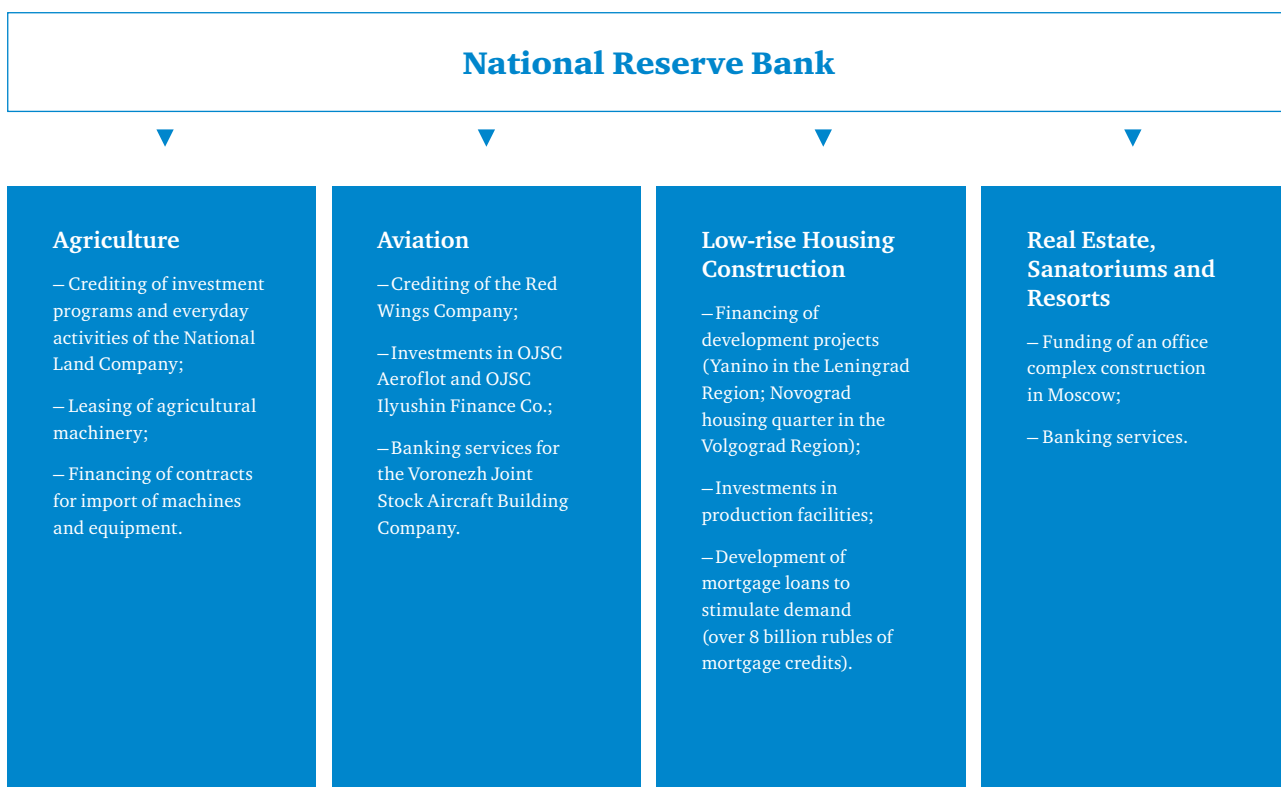 National Reserve Bank
Agriculture
– Crediting of investment
programs and everyday
activities of the National
Land Company;
– Leasing of agricultural
machinery;
– Financing of contracts
for import of machines
and equipment.
Aviation
– Crediting of the Red
Wings Company;
– Investments in OJSC
Aeroflot and OJSC
Ilyushin Finance Co.;
– Banking services for
the Voronezh Joint
Stock Aircraft Building
Company.
Low-rise Housing
Construction
– Financing of
development projects
(Yanino in the Leningrad
Region; Novograd
housing quarter in the
Volgograd Region);
– Investments in
production facilities;
– Development of
mortgage loans to
stimulate demand
(over 8 billion rubles of
mortgage credits).
Real Estate,
Sanatoriums and
Resorts
– Funding of an office
complex construction
in Moscow;
– Banking services.